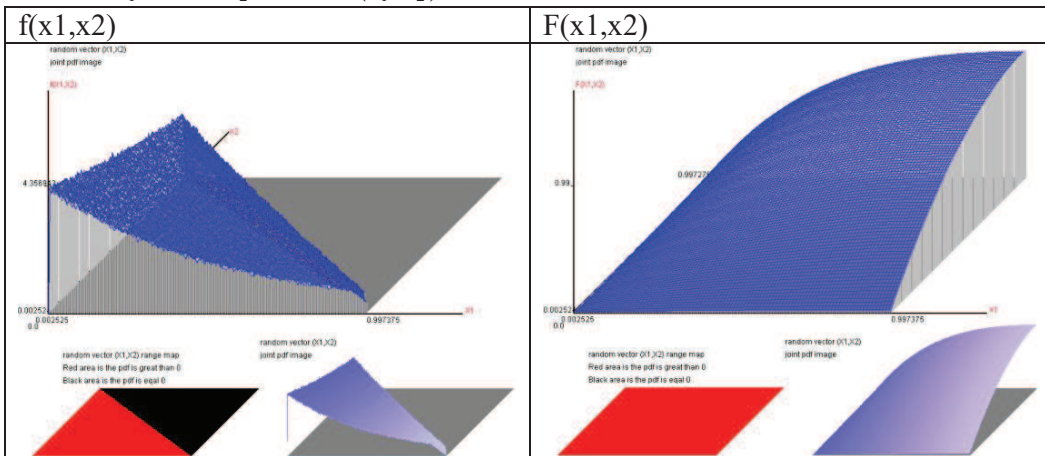 f(x1,x2)
random vector (X1,X2)
joint pdf image
f(X1,X2)
x2
0.002525
0.002525
0.997375
x1
0.0
random vector (X1,X2) range map
Red area is the pdf is great than 0
Black area is the pdf is eqal 0
random vector (X1,X2)
joint pdf image
F(x1,x2)
random vector (X1,X2)
joint pdf image
F(X1,X2)
0.99
0.997275
0.00252
0.002525
0.997375
x1
0.0
random vector (X1,X2) range map
Red area is the pdf is great than 0
Black area is the pdf is eqal 0
random vector (X1,X2)
joint pdf image